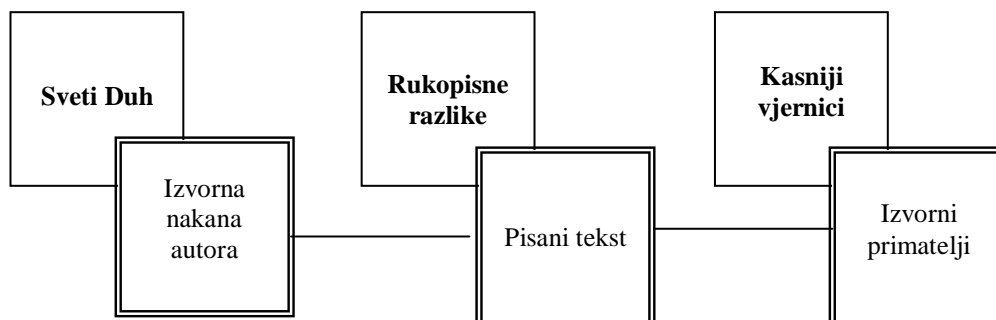 Sveti Duh
Rukopisne
razlike
Kasniji
vjernici
Izvorna
nakana
autora
Pisani tekst
Izvorni
primatelji